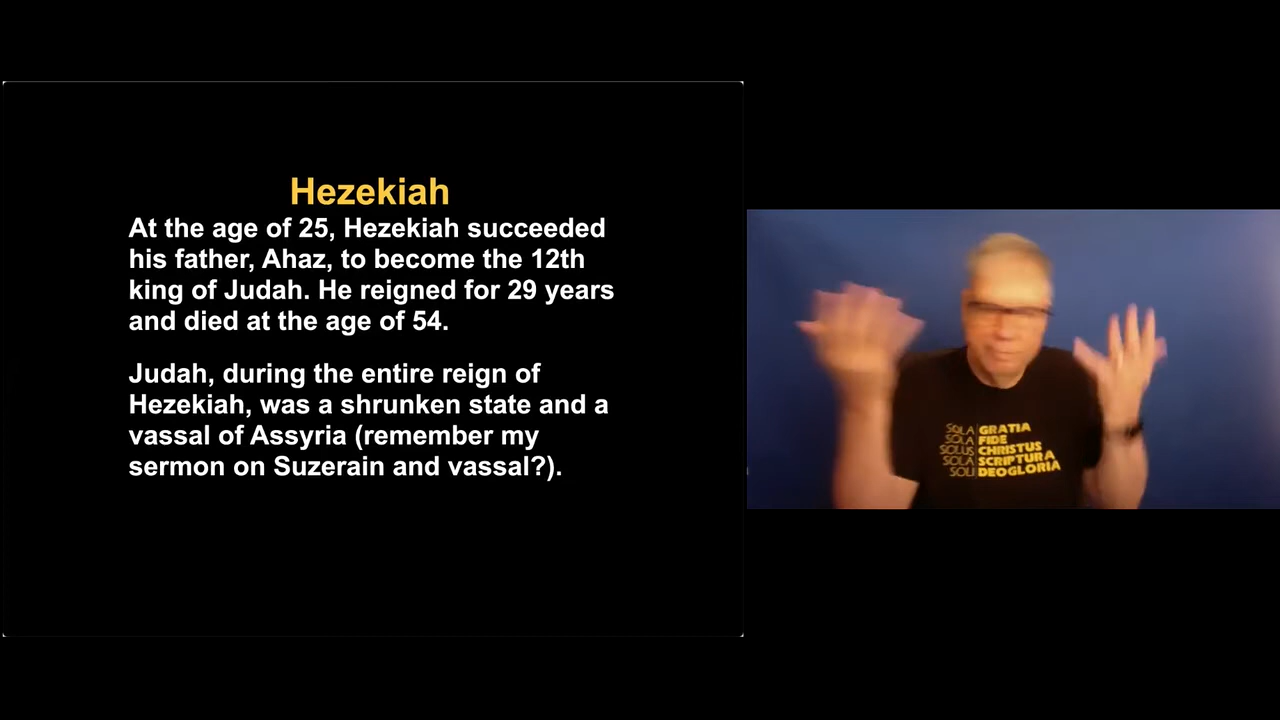 Hezekiah
At the age of 25, Hezekiah succeeded
his father, Ahaz, to become the 12th
king of Judah. He reigned for 29 years
and died at the age of 54.
Judah, during the entire reign of
Hezekiah, was a shrunken state and a
vassal of Assyria (remember my
sermon on Suzerain and vassal?).
SOLA GRATIA
SOLA FIDE
SOLUS CHRISTUS
SOLA SCRIPTURA
SOLI DEO GLORIA